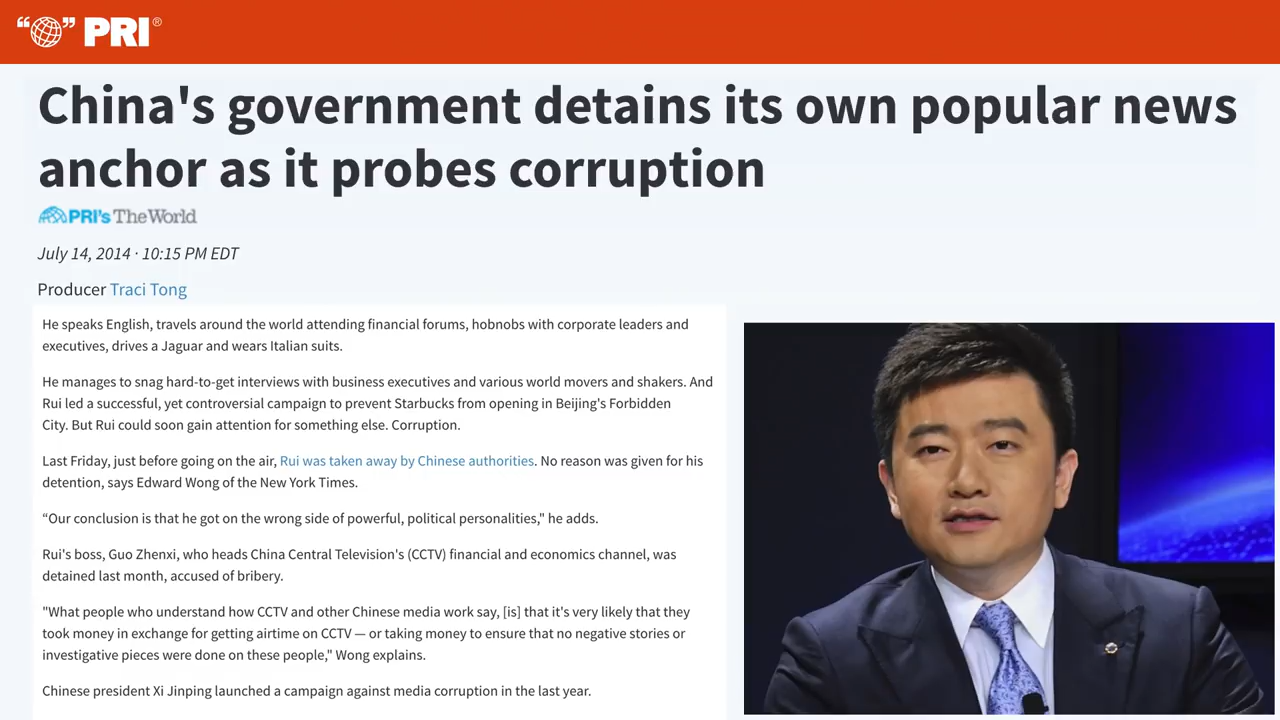 PRI®
China's government detains its own popular news
anchor as it probes corruption
PRI's The World
July 14, 2014 · 10:15 PM EDT
Producer Traci Tong
He speaks English, travels around the world attending financial forums, hobnobs with corporate leaders and
executives, drives a Jaguar and wears Italian suits.
He manages to snag hard-to-get interviews with business executives and various world movers and shakers. And
Rui led a successful, yet controversial campaign to prevent Starbucks from opening in Beijing's Forbidden
City. But Rui could soon gain attention for something else. Corruption.
Last Friday, just before going on the air, Rui was taken away by Chinese authorities. No reason was given for his
detention, says Edward Wong of the New York Times.
“Our conclusion is that he got on the wrong side of powerful, political personalities," he adds.
Rui's boss, Guo Zhenxi, who heads China Central Television's (CCTV) financial and economics channel, was
detained last month, accused of bribery.
"What people who understand how CCTV and other Chinese media work say, [is] that it's very likely that they
took money in exchange for getting airtime on CCTV — or taking money to ensure that no negative stories or
investigative pieces were done on these people," Wong explains.
Chinese president Xi Jinping launched a campaign against media corruption in the last year.